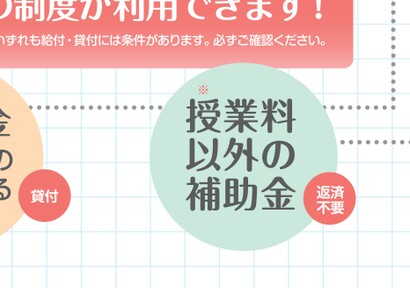 の制度が利用できます!
いずれも給付・貸付には条件があります。必ずご確認ください。
金
の
る
貸付
※
授業料
以外の
補助金
返済
不要